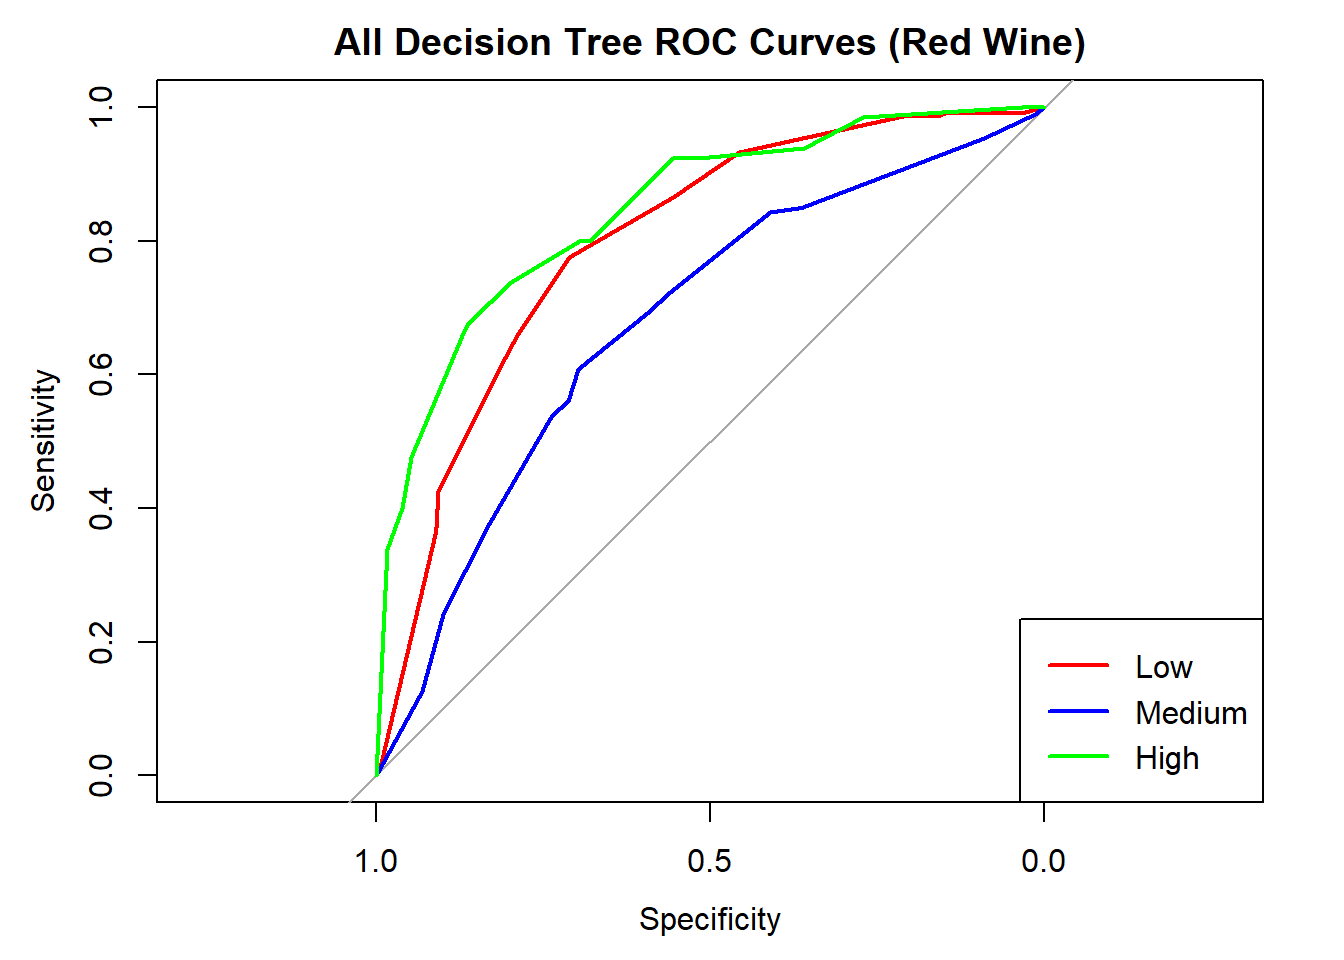 All Decision Tree ROC Curves (Red Wine)
Sensitivity
1.0
0.8
0.6
0.4
0.2
0.0
1.0 0.5 0.0
Specificity
Low
Medium
High